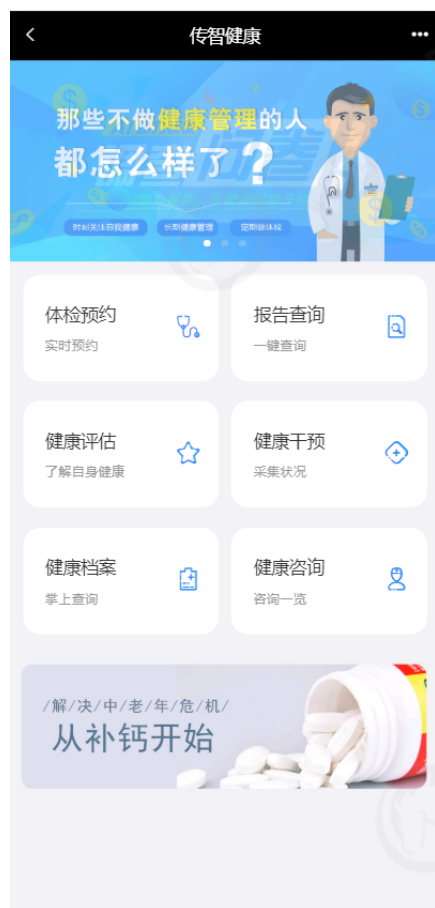 传智健康
那些不做健康管理的人
都怎么样了?
时刻关注自我健康 长期健康管理 定期做体检
体检预约
实时预约
报告查询
一键查询
健康评估
了解自身健康
健康干预
采集状况
健康档案
掌上查询
健康咨询
咨询一览
/解/决/中/老/年/危/机/
从补钙开始